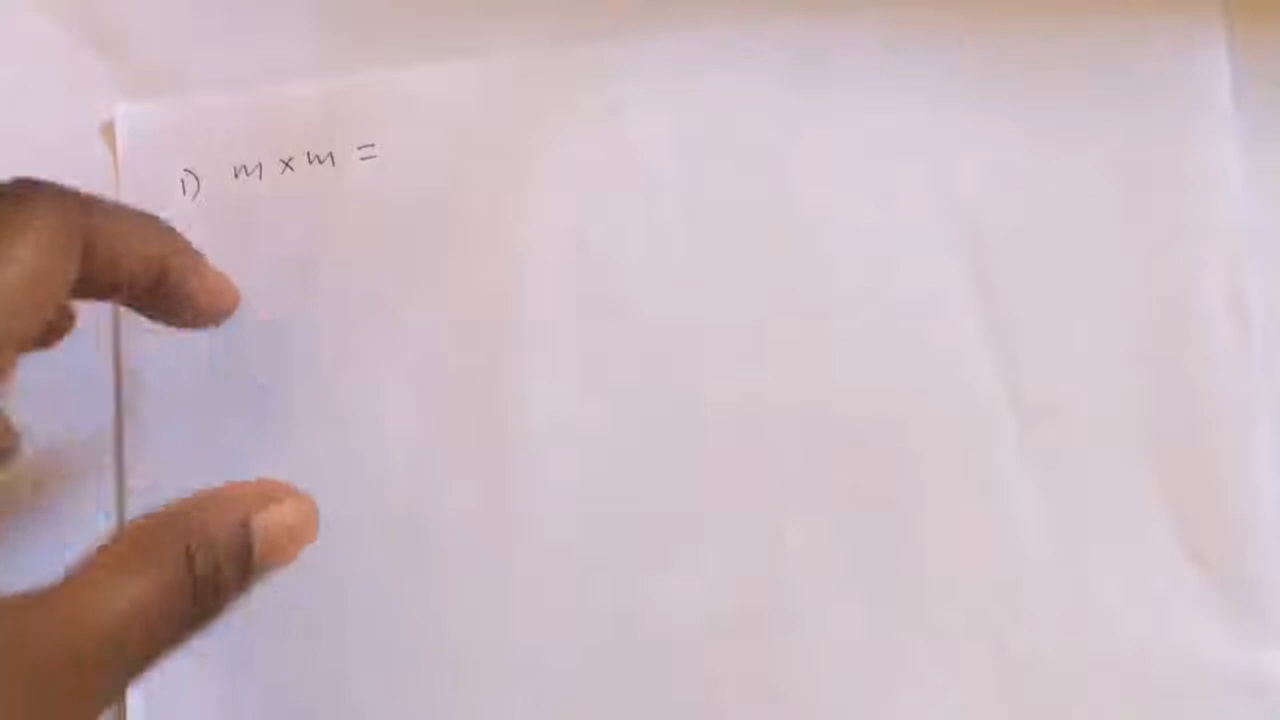 1) m × m =